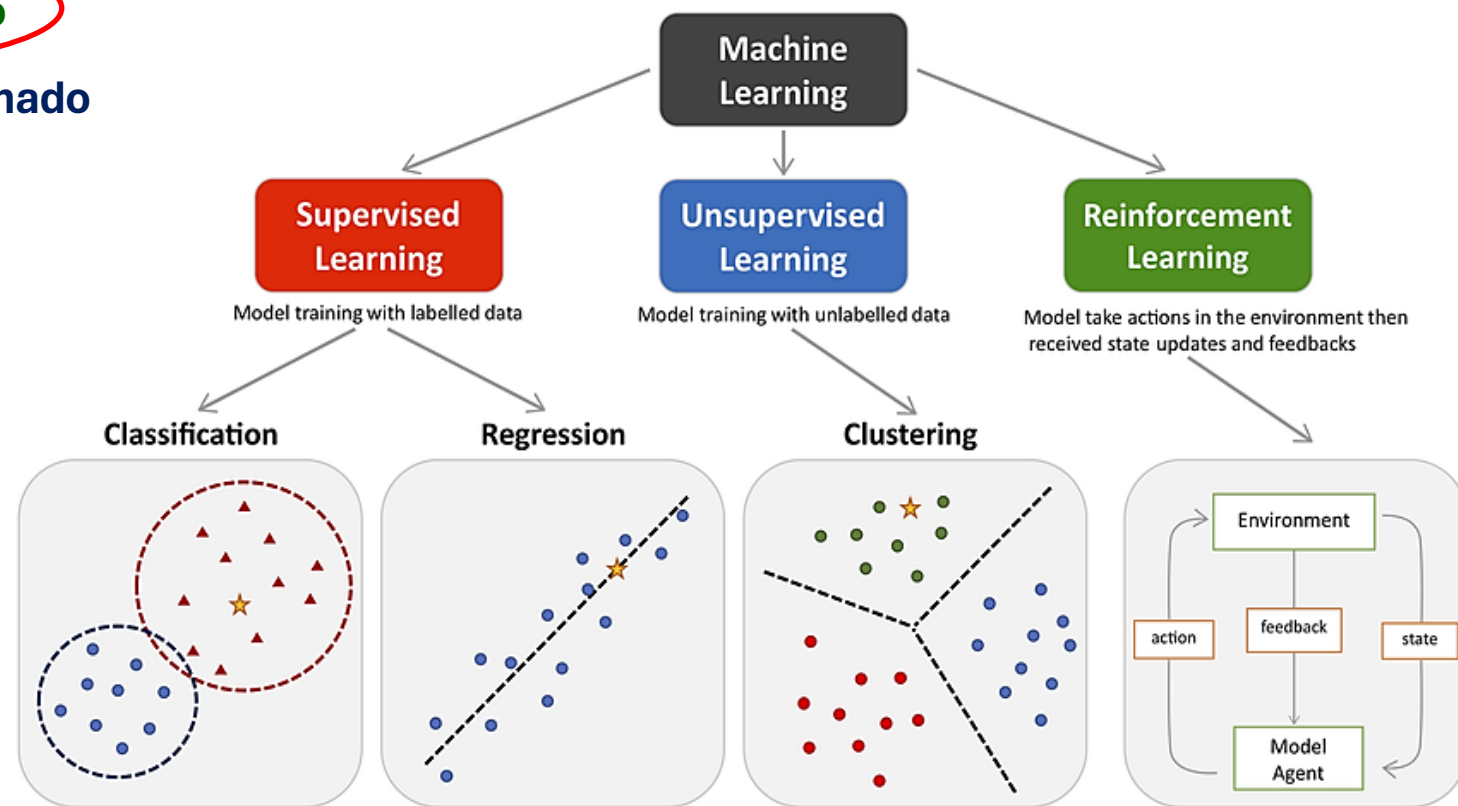 nado
Machine
Learning
Supervised
Learning
Unsupervised
Learning
Reinforcement
Learning
Model training with labelled data
Model training with unlabelled data
Model take actions in the environment then
received state updates and feedbacks
Classification
Regression
Clustering
Environment
action
feedback
state
Model
Agent